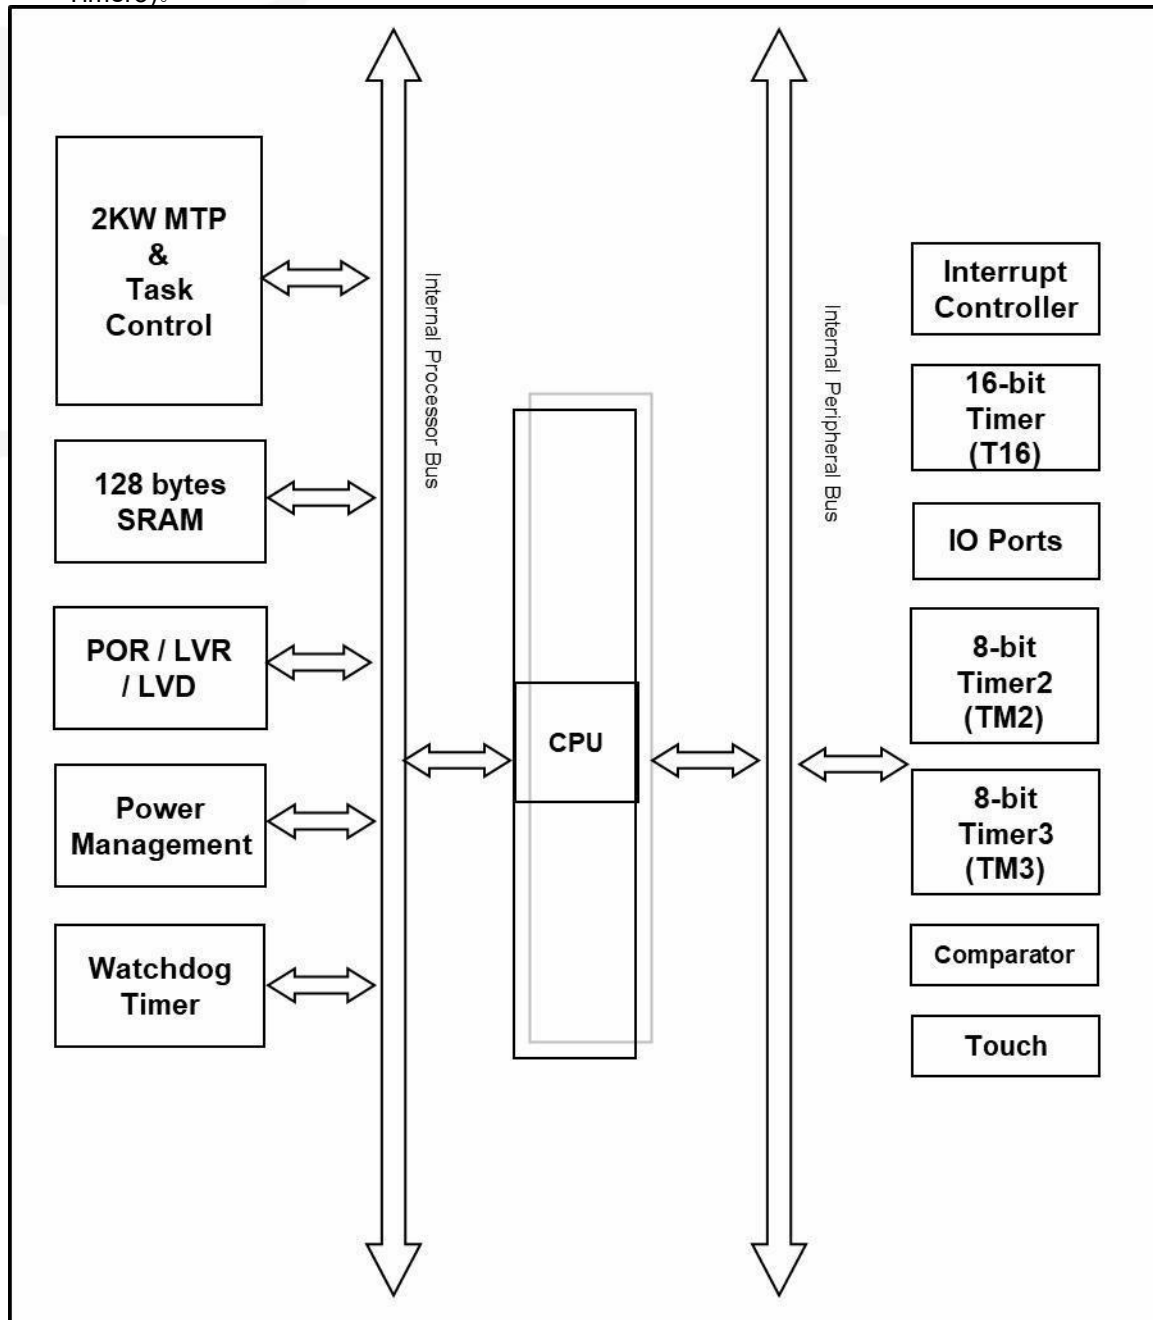 2KW MTP
&
Task
Control
128 bytes
SRAM
POR / LVR
/ LVD
Power
Management
Watchdog
Timer
Internal Processor Bus
CPU
Internal Peripheral Bus
Interrupt
Controller
16-bit
Timer
(T16)
IO Ports
8-bit
Timer2
(TM2)
8-bit
Timer3
(TM3)
Comparator
Touch